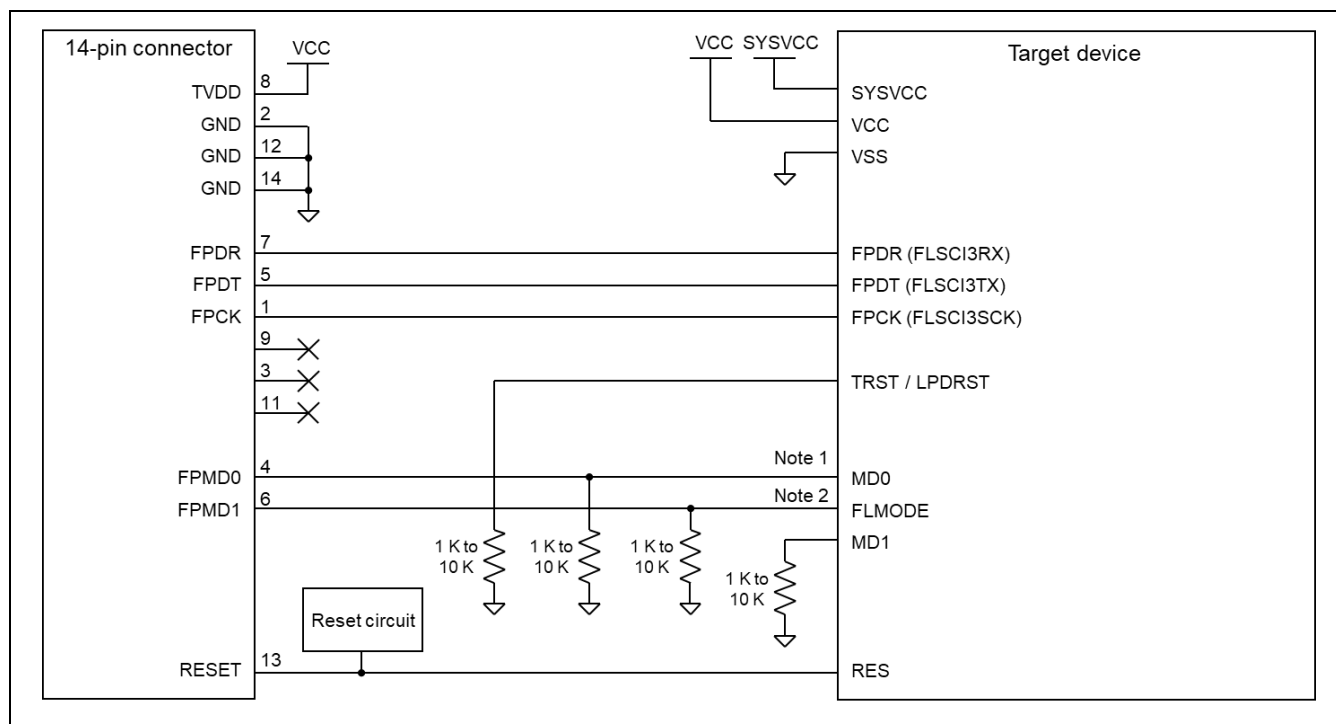 14-pin connector
VCC
VCC
SYSVCC
Target device
TVDD
8
SYSVCC
GND
2
VCC
GND
12
VSS
GND
14
FPDR
7
FPDR (FLSCI3RX)
FPDT
5
FPDT (FLSCI3TX)
FPCK
1
FPCK (FLSCI3SCK)
9
3
TRST / LPDRST
11
FPMD0
4
Note 1
MD0
FPMD1
6
Note 2
FLMODE
MD1
1 K to
10 K
1 K to
10 K
1 K to
10 K
1 K to
10 K
Reset circuit
RESET
13
RES